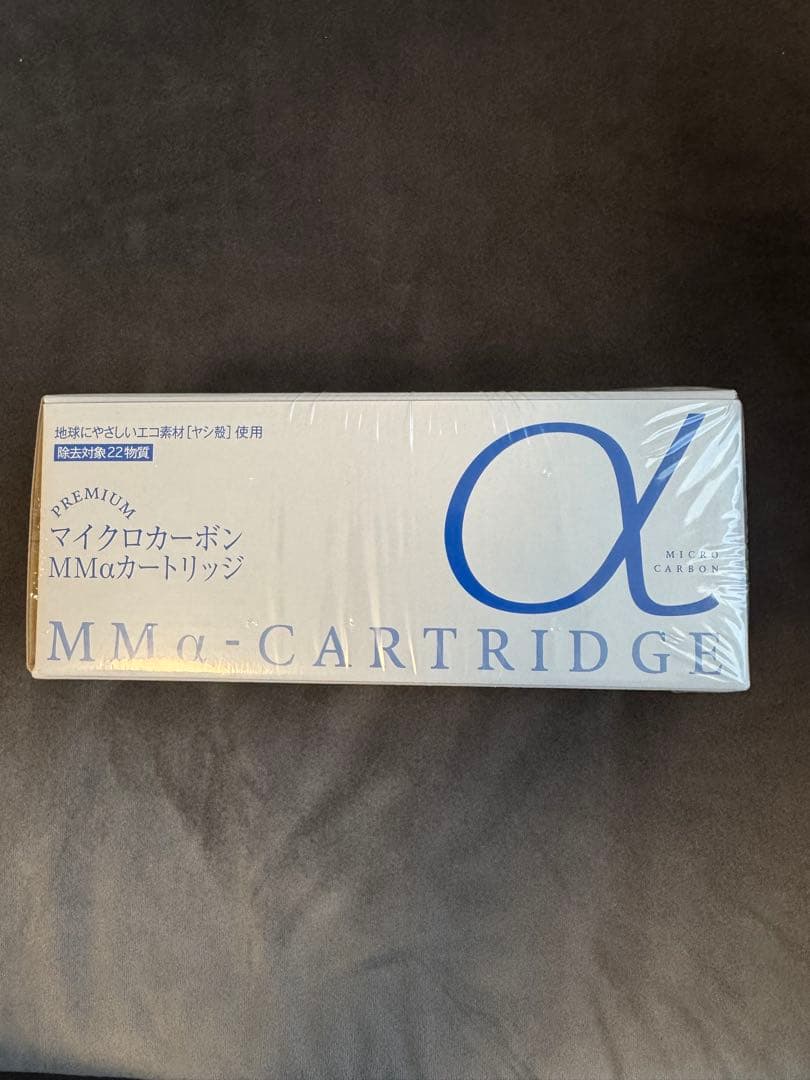 地球にやさしいエコ素材[ヤシ殻]使用
除去対象22物質
PREMIUM
マイクロカーボン
MMαカートリッジ
α
MICRO
CARBON
MMα-CARTRIDGE